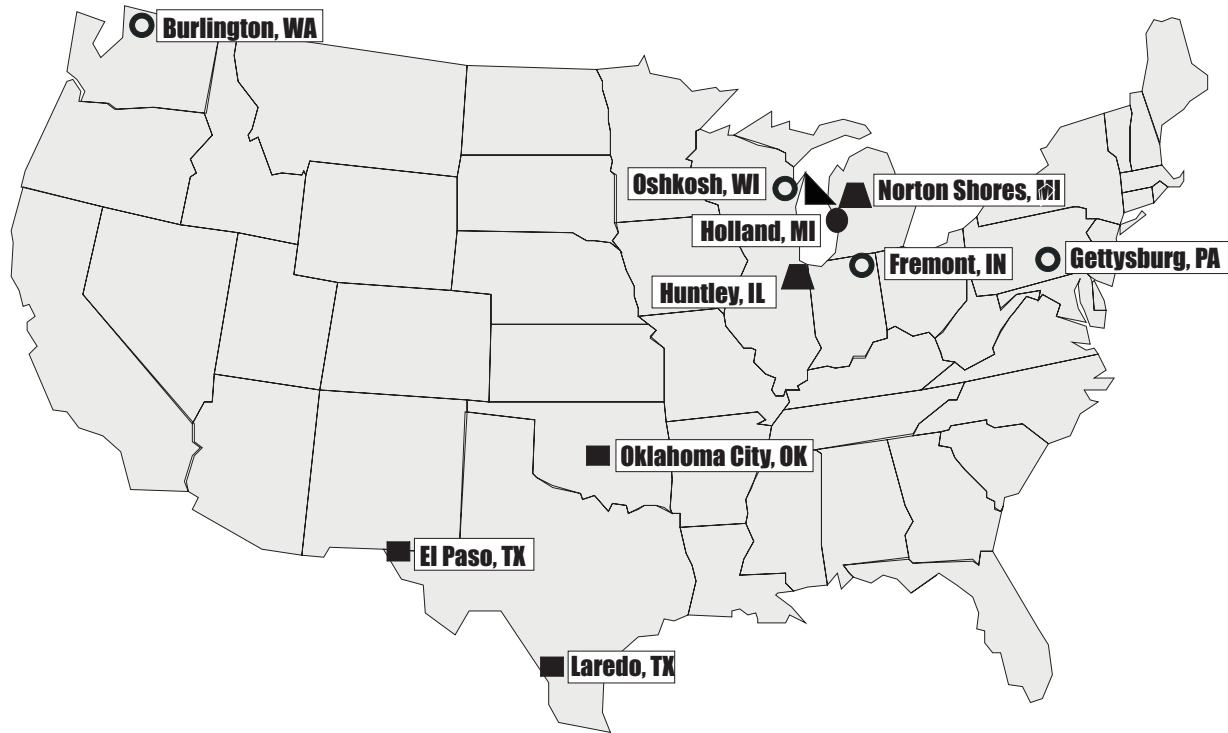 Burlington, WA
Oshkosh, WI
Norton Shores, MI
Holland, MI
Fremont, IN
Gettysburg, PA
Huntley, IL
Oklahoma City, OK
El Paso, TX
Laredo, TX